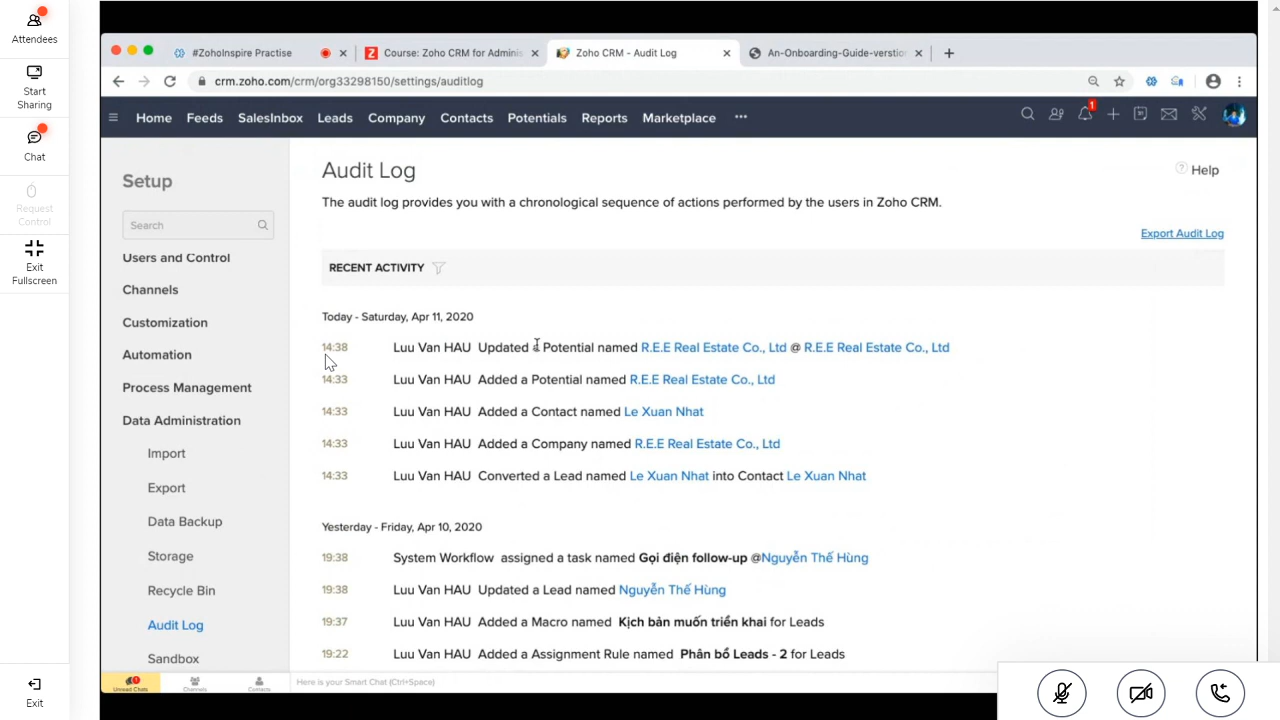 Attendees
Start
Sharing
Chat
Request
Control
Exit
Fullscreen
Exit
#ZohoInspire Practise
Course: Zoho CRM for Adminis
Zoho CRM - Audit Log
An-Onboarding-Guide-verstion
crm.zoho.com/crm/org33298150/settings/auditlog
Home Feeds SalesInbox Leads Company Contacts Potentials Reports Marketplace •••
1
Setup
Search
Users and Control
Channels
Customization
Automation
Process Management
Data Administration
Import
Export
Data Backup
Storage
Recycle Bin
Audit Log
Sandbox
Audit Log
? Help
The audit log provides you with a chronological sequence of actions performed by the users in Zoho CRM.
Export Audit Log
RECENT ACTIVITY
Today - Saturday, Apr 11, 2020
14:38 Luu Van HAU Updated a Potential named R.E.E Real Estate Co., Ltd @ R.E.E Real Estate Co., Ltd
14:33 Luu Van HAU Added a Potential named R.E.E Real Estate Co., Ltd
14:33 Luu Van HAU Added a Contact named Le Xuan Nhat
14:33 Luu Van HAU Added a Company named R.E.E Real Estate Co., Ltd
14:33 Luu Van HAU Converted a Lead named Le Xuan Nhat into Contact Le Xuan Nhat
Yesterday - Friday, Apr 10, 2020
19:38 System Workflow assigned a task named Gọi điện follow-up @Nguyễn Thế Hùng
19:38 Luu Van HAU Updated a Lead named Nguyễn Thế Hùng
19:37 Luu Van HAU Added a Macro named Kịch bản muốn triển khai for Leads
19:22 Luu Van HAU Added a Assignment Rule named Phân bổ Leads - 2 for Leads
Unread Chats
Channels
Contacts
Here is your Smart Chat (Ctrl+Space)